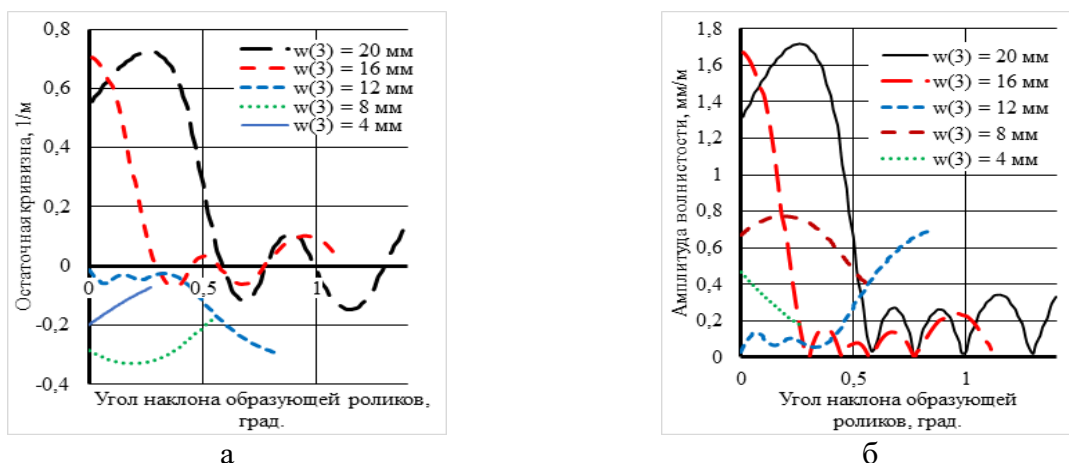 0,8
0,6
0,4
0,2
0
-0,2
-0,4
Остаточная кривизна, 1/м
w(3) = 20 мм
w(3) = 16 мм
w(3) = 12 мм
w(3) = 8 мм
w(3) = 4 мм
0
0,5
1
Угол наклона образующей роликов,
град.
а
1,8
1,6
1,4
1,2
1
0,8
0,6
0,4
0,2
0
Амплитуда волнистости, мм/м
w(3) = 20 мм
w(3) = 16 мм
w(3) = 12 мм
w(3) = 8 мм
w(3) = 4 мм
0
0,5
1
Угол наклона образующей
роликов, град.
б